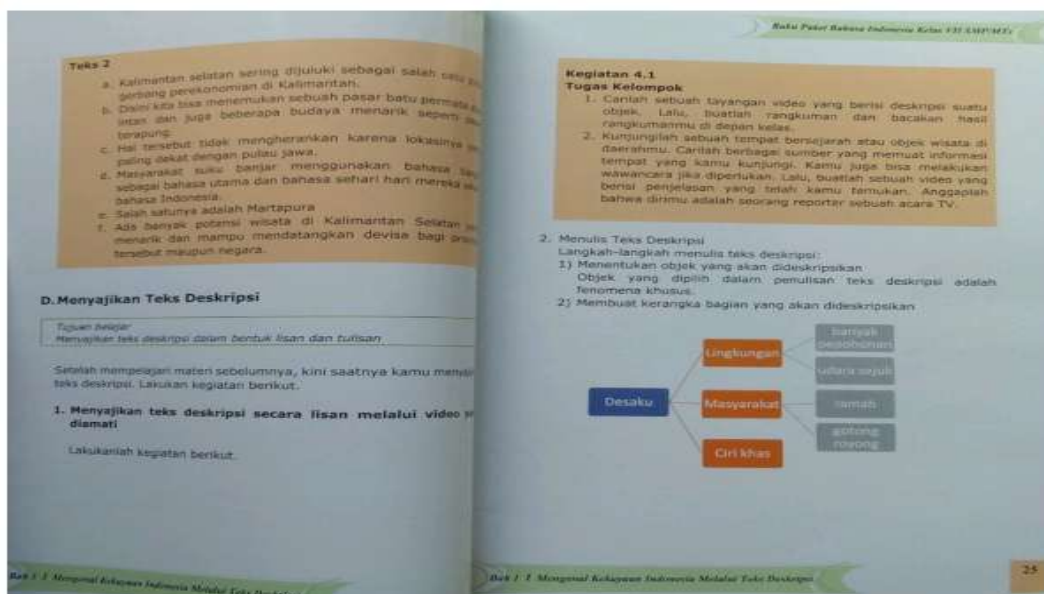 Teks 2
a. Kalimantan selatan sering dijuluki sebagai salah satu
gerbang perekonomian di Kalimantan.
b. Disini kita bisa menemukan sebuah pasar batu permata
intan dan juga beberapa budaya menarik seperti
terapung.
c. Hal tersebut tidak mengherankan karena lokasinya
paling dekat dengan pulau jawa.
d. Masyarakat suku banjar menggunakan bahasa
sebagai bahasa utama dan bahasa sehari hari mereka
bahasa Indonesia.
e. Salah satunya adalah Martapura
f. Ada banyak potensi wisata di Kalimantan Selatan
menarik dan mampu mendatangkan devisa bagi
tersebut maupun negara.
D. Menyajikan Teks Deskripsi
Tujuan belajar
Menyajikan teks deskripsi dalam bentuk lisan dan tulisan
Setelah mempelajari materi sebelumnya, kini saatnya kamu
teks deskripsi. Lakukan kegiatan berikut.
1. Menyajikan teks deskripsi secara lisan melalui video
diamati
Lakukanlah kegiatan berikut.
Bab 1 I Mengenal Kekayaan Indonesia Melalui Teks
Buku Paket Bahasa Indonesia Kelas VII SMP/MTs
Kegiatan 4.1
Tugas Kelompok
1. Carilah sebuah tayangan video yang berisi deskripsi suatu
objek. Lalu, buatlah rangkuman dan bacakan hasil
rangkumanmu di depan kelas.
2. Kunjungilah sebuah tempat bersejarah atau objek wisata di
daerahmu. Carilah berbagai sumber yang memuat informasi
tempat yang kamu kunjungi. Kamu juga bisa melakukan
wawancara jika diperlukan. Lalu, buatlah sebuah video yang
berisi penjelasan yang telah kamu temukan. Anggaplah
bahwa dirimu adalah seorang reporter sebuah acara TV.
2. Menulis Teks Deskripsi
Langkah-langkah menulis teks deskripsi:
1) Menentukan objek yang akan dideskripsikan
Objek yang dipilih dalam penulisan teks deskripsi adalah
fenomena khusus.
2) Membuat kerangka bagian yang akan dideskripsikan
banyak
pepohonan
Lingkungan
udara sejuk
Desaku
Masyarakat
ramah
gotong
royong
Ciri khas
Bab 1 I Mengenal Kekayaan Indonesia Melalui Teks Deskripsi
25